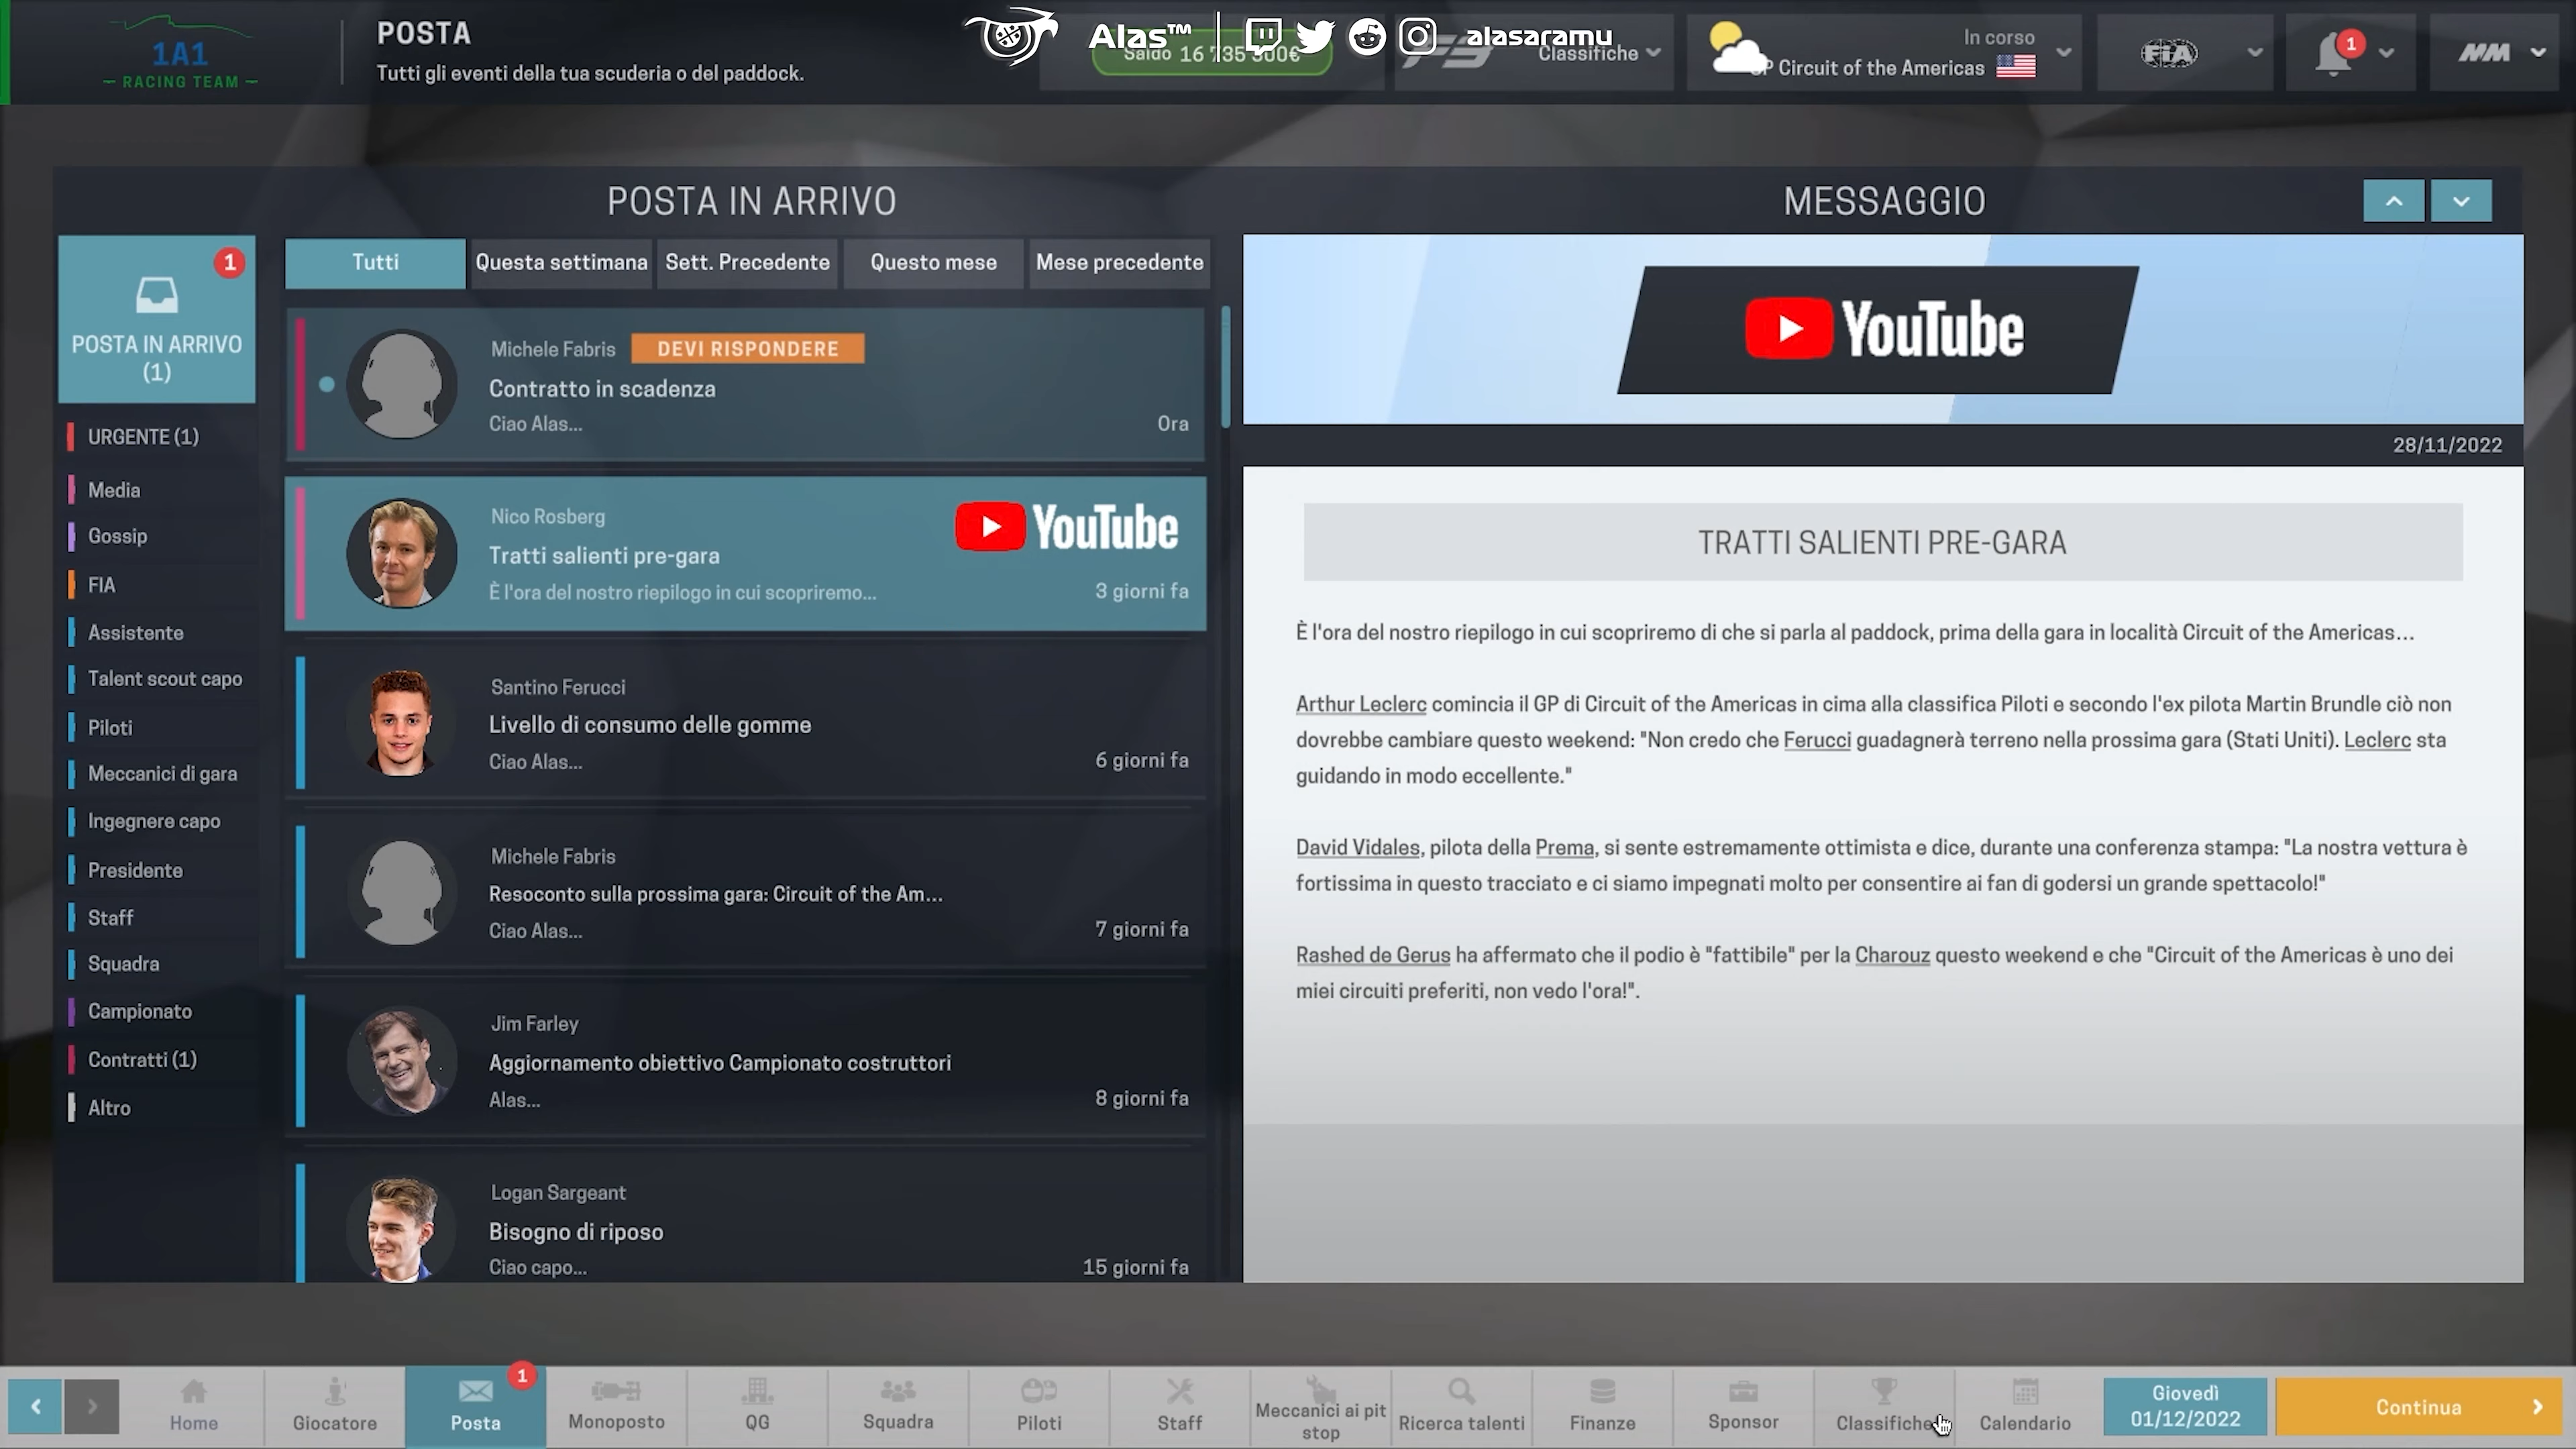 1A1
RACING TEAM
POSTA
Tutti gli eventi della tua scuderia o del paddock.
Alas™
alasaramu
Saldo 16 735 300€
F3
Classifiche
In corso
GP Circuit of the Americas
FiA
1
MM
POSTA IN ARRIVO
MESSAGGIO
1
POSTA IN ARRIVO
(1)
URGENTE (1)
Media
Gossip
FIA
Assistente
Talent scout capo
Piloti
Meccanici di gara
Ingegnere capo
Presidente
Staff
Squadra
Campionato
Contratti (1)
Altro
Tutti
Questa settimana
Sett. Precedente
Questo mese
Mese precedente
Michele Fabris
DEVI RISPONDERE
Contratto in scadenza
Ciao Alas...
Ora
Nico Rosberg
YouTube
Tratti salienti pre-gara
È l'ora del nostro riepilogo in cui scopriremo...
3 giorni fa
Santino Ferucci
Livello di consumo delle gomme
Ciao Alas...
6 giorni fa
Michele Fabris
Resoconto sulla prossima gara: Circuit of the Am...
Ciao Alas...
7 giorni fa
Jim Farley
Aggiornamento obiettivo Campionato costruttori
Alas...
8 giorni fa
Logan Sargeant
Bisogno di riposo
Ciao capo...
15 giorni fa
YouTube
28/11/2022
TRATTI SALIENTI PRE-GARA
È l'ora del nostro riepilogo in cui scopriremo di che si parla al paddock, prima della gara in località Circuit of the Americas...
Arthur Leclerc comincia il GP di Circuit of the Americas in cima alla classifica Piloti e secondo l'ex pilota Martin Brundle ciò non
dovrebbe cambiare questo weekend: "Non credo che Ferucci guadagnerà terreno nella prossima gara (Stati Uniti). Leclerc sta
guidando in modo eccellente."
David Vidales, pilota della Prema, si sente estremamente ottimista e dice, durante una conferenza stampa: "La nostra vettura è
fortissima in questo tracciato e ci siamo impegnati molto per consentire ai fan di godersi un grande spettacolo!"
Rashed de Gerus ha affermato che il podio è "fattibile" per la Charouz questo weekend e che "Circuit of the Americas è uno dei
miei circuiti preferiti, non vedo l'ora!".
Home
Giocatore
Posta
1
Monoposto
QG
Squadra
Piloti
Staff
Meccanici ai pit
stop
Ricerca talenti
Finanze
Sponsor
Classifiche
Calendario
Giovedì
01/12/2022
Continua